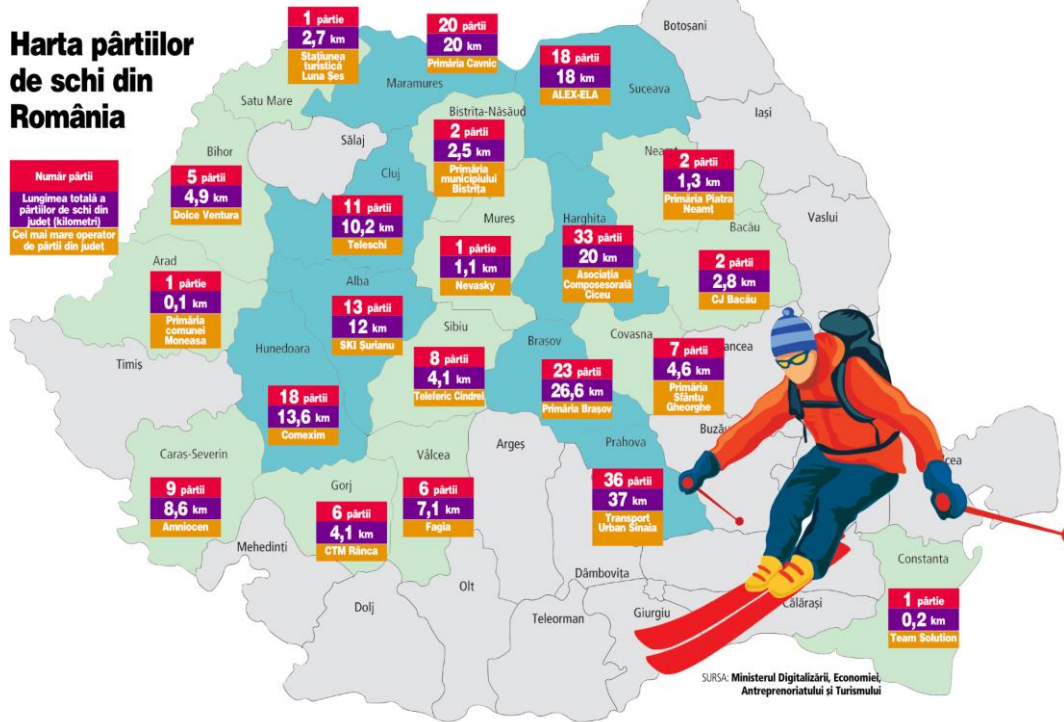 Harta pârtiilor
de schi din
România
Număr pârtii
Lungimea totală a
pârtiilor de schi din
județ (kilometri)
Cel mai mare operator
de pârtii din județ
1 pârtie
2,7 km
Stațiunea
turistică
Luna Șes
Satu Mare
20 pârtii
20 km
Primăria Cavnic
Maramures
18 pârtii
18 km
ALEX-ELA
Suceava
Botoșani
Iași
Sălaj
Bihor
5 pârtii
4,9 km
Dolce Ventura
Cluj
11 pârtii
10,2 km
Teleschi
Bistrita-Năsăud
2 pârtii
2,5 km
Primăria
municipiului
Bistrița
Mureș
1 pârtie
1,1 km
Nevasky
Harghita
33 pârtii
20 km
Asociația
Composesorală
Ciceu
2 pârtii
1,3 km
Primăria Piatra
Neamț
Bacău
2 pârtii
2,8 km
CJ Bacău
Vaslui
Arad
1 pârtie
0,1 km
Primăria
comunei
Moneasa
Alba
13 pârtii
12 km
SKI Șurianu
Timiș
Hunedoara
18 pârtii
13,6 km
Comexim
Sibiu
8 pârtii
4,1 km
Teleferic Cindrel
Brasov
23 pârtii
26,6 km
Primăria Brașov
Covasna
7 pârtii
4,6 km
Primăria
Sfântu
Gheorghe
Caras-Severin
9 pârtii
8,6 km
Amniocen
Gorj
6 pârtii
4,1 km
CTM Rânca
Vâlcea
6 pârtii
7,1 km
Fagia
Argeș
Prahova
36 pârtii
37 km
Transport
Urban Sinaia
Mehedinti
Dolj
Olt
Teleorman
Dâmbovița
Giurgiu
Călărași
Constanta
1 pârtie
0,2 km
Team Solution
SURSA: Ministerul Digitalizării, Economiei,
Antreprenoriatului și Turismului